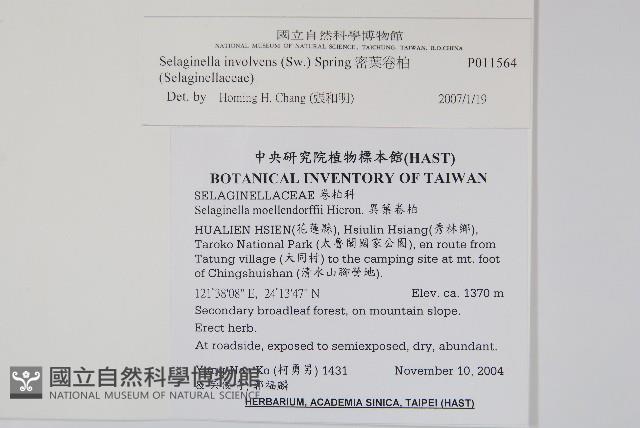 國立自然科學博物館
NATIONAL MUSEUM OF NATURAL SCIENCE, TAICHUNG, TAIWAN, R.O.CHINA
Selaginella involvens (Sw.) Spring 密葉卷柏 P011564
(Selaginellaceae)
Det. by Homing H. Chang (張和明) 2007/1/19
中央研究院植物標本館(HAST)
BOTANICAL INVENTORY OF TAIWAN
SELAGINELLACEAE 卷柏科
Selaginella moellendorffii Hieron. 異葉卷柏
HUALIEN HSIEN(花蓮縣), Hsiulin Hsiang(秀林鄉),
Taroko National Park (太魯閣國家公園), en route from
Tatung village (大同村) to the camping site at mt. foot
of Chingshuishan (清水山腳營地).
121°38'08" E, 24°13'47" N Elev. ca. 1370 m
Secondary broadleaf forest, on mountain slope.
Erect herb.
At roadside, exposed to semiexposed, dry, abundant.
Ko (柯勇男) 1431 November 10, 2004
HERBARIUM, ACADEMIA SINICA, TAIPEI (HAST)
國立自然科學博物館
NATIONAL MUSEUM OF NATURAL SCIENCE